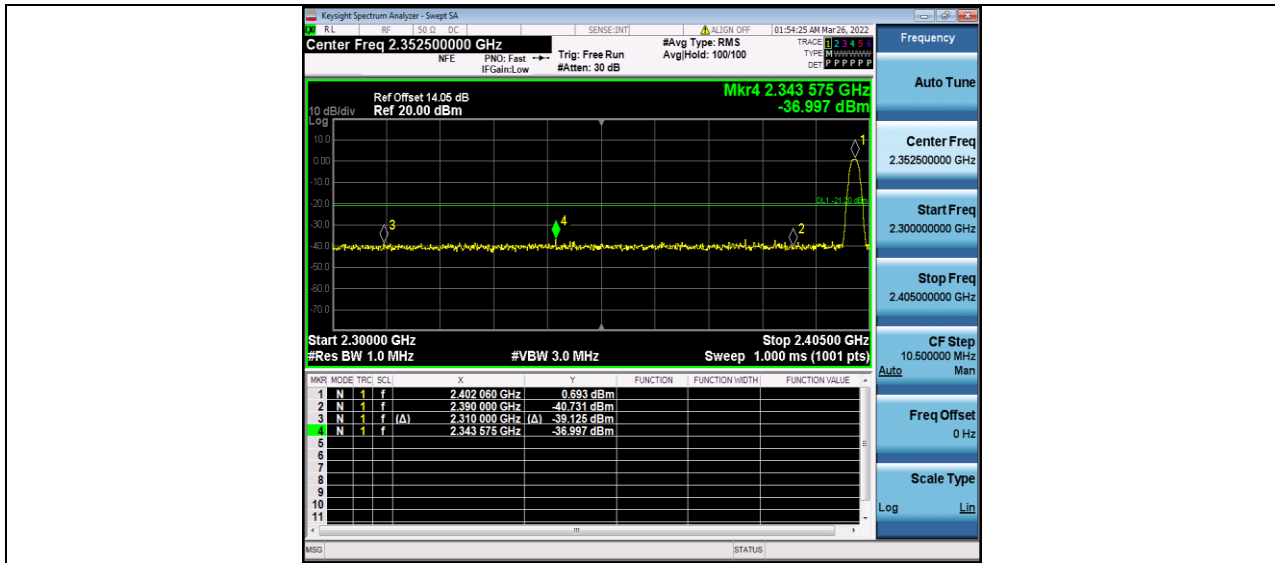 Keysight Spectrum Analyzer - Swept SA
RL RF 50 Ω DC SENSE:INT ALIGN OFF 01:54:25 AM Mar 26, 2022
Center Freq 2.352500000 GHz #Avg Type: RMS TRACE 1 2 3 4 5 6
NFE PNO: Fast Trig: Free Run Avg|Hold: 100/100 TYPE M WWWWW
IFGain:Low #Atten: 30 dB DET P P P P P P
Mkr4 2.343 575 GHz
-36.997 dBm
Ref Offset 14.05 dB
10 dB/div Ref 20.00 dBm
Log
10.0
0.00
-10.0
-20.0
-30.0
-40.0
-50.0
-60.0
-70.0
1
DL1 -21.20 dBm
3
4
2
Start 2.30000 GHz Stop 2.40500 GHz
#Res BW 1.0 MHz #VBW 3.0 MHz Sweep 1.000 ms (1001 pts)
MKR MODE TRC SCL X Y FUNCTION FUNCTION WIDTH FUNCTION VALUE
1 N 1 f 2.402 060 GHz 0.693 dBm
2 N 1 f 2.390 000 GHz -40.731 dBm
3 N 1 f (Δ) 2.310 000 GHz (Δ) -39.125 dBm
4 N 1 f 2.343 575 GHz -36.997 dBm
5
6
7
8
9
10
11
MSG STATUS
Frequency
Auto Tune
Center Freq
2.352500000 GHz
Start Freq
2.300000000 GHz
Stop Freq
2.405000000 GHz
CF Step
10.500000 MHz
Auto Man
Freq Offset
0 Hz
Scale Type
Log Lin